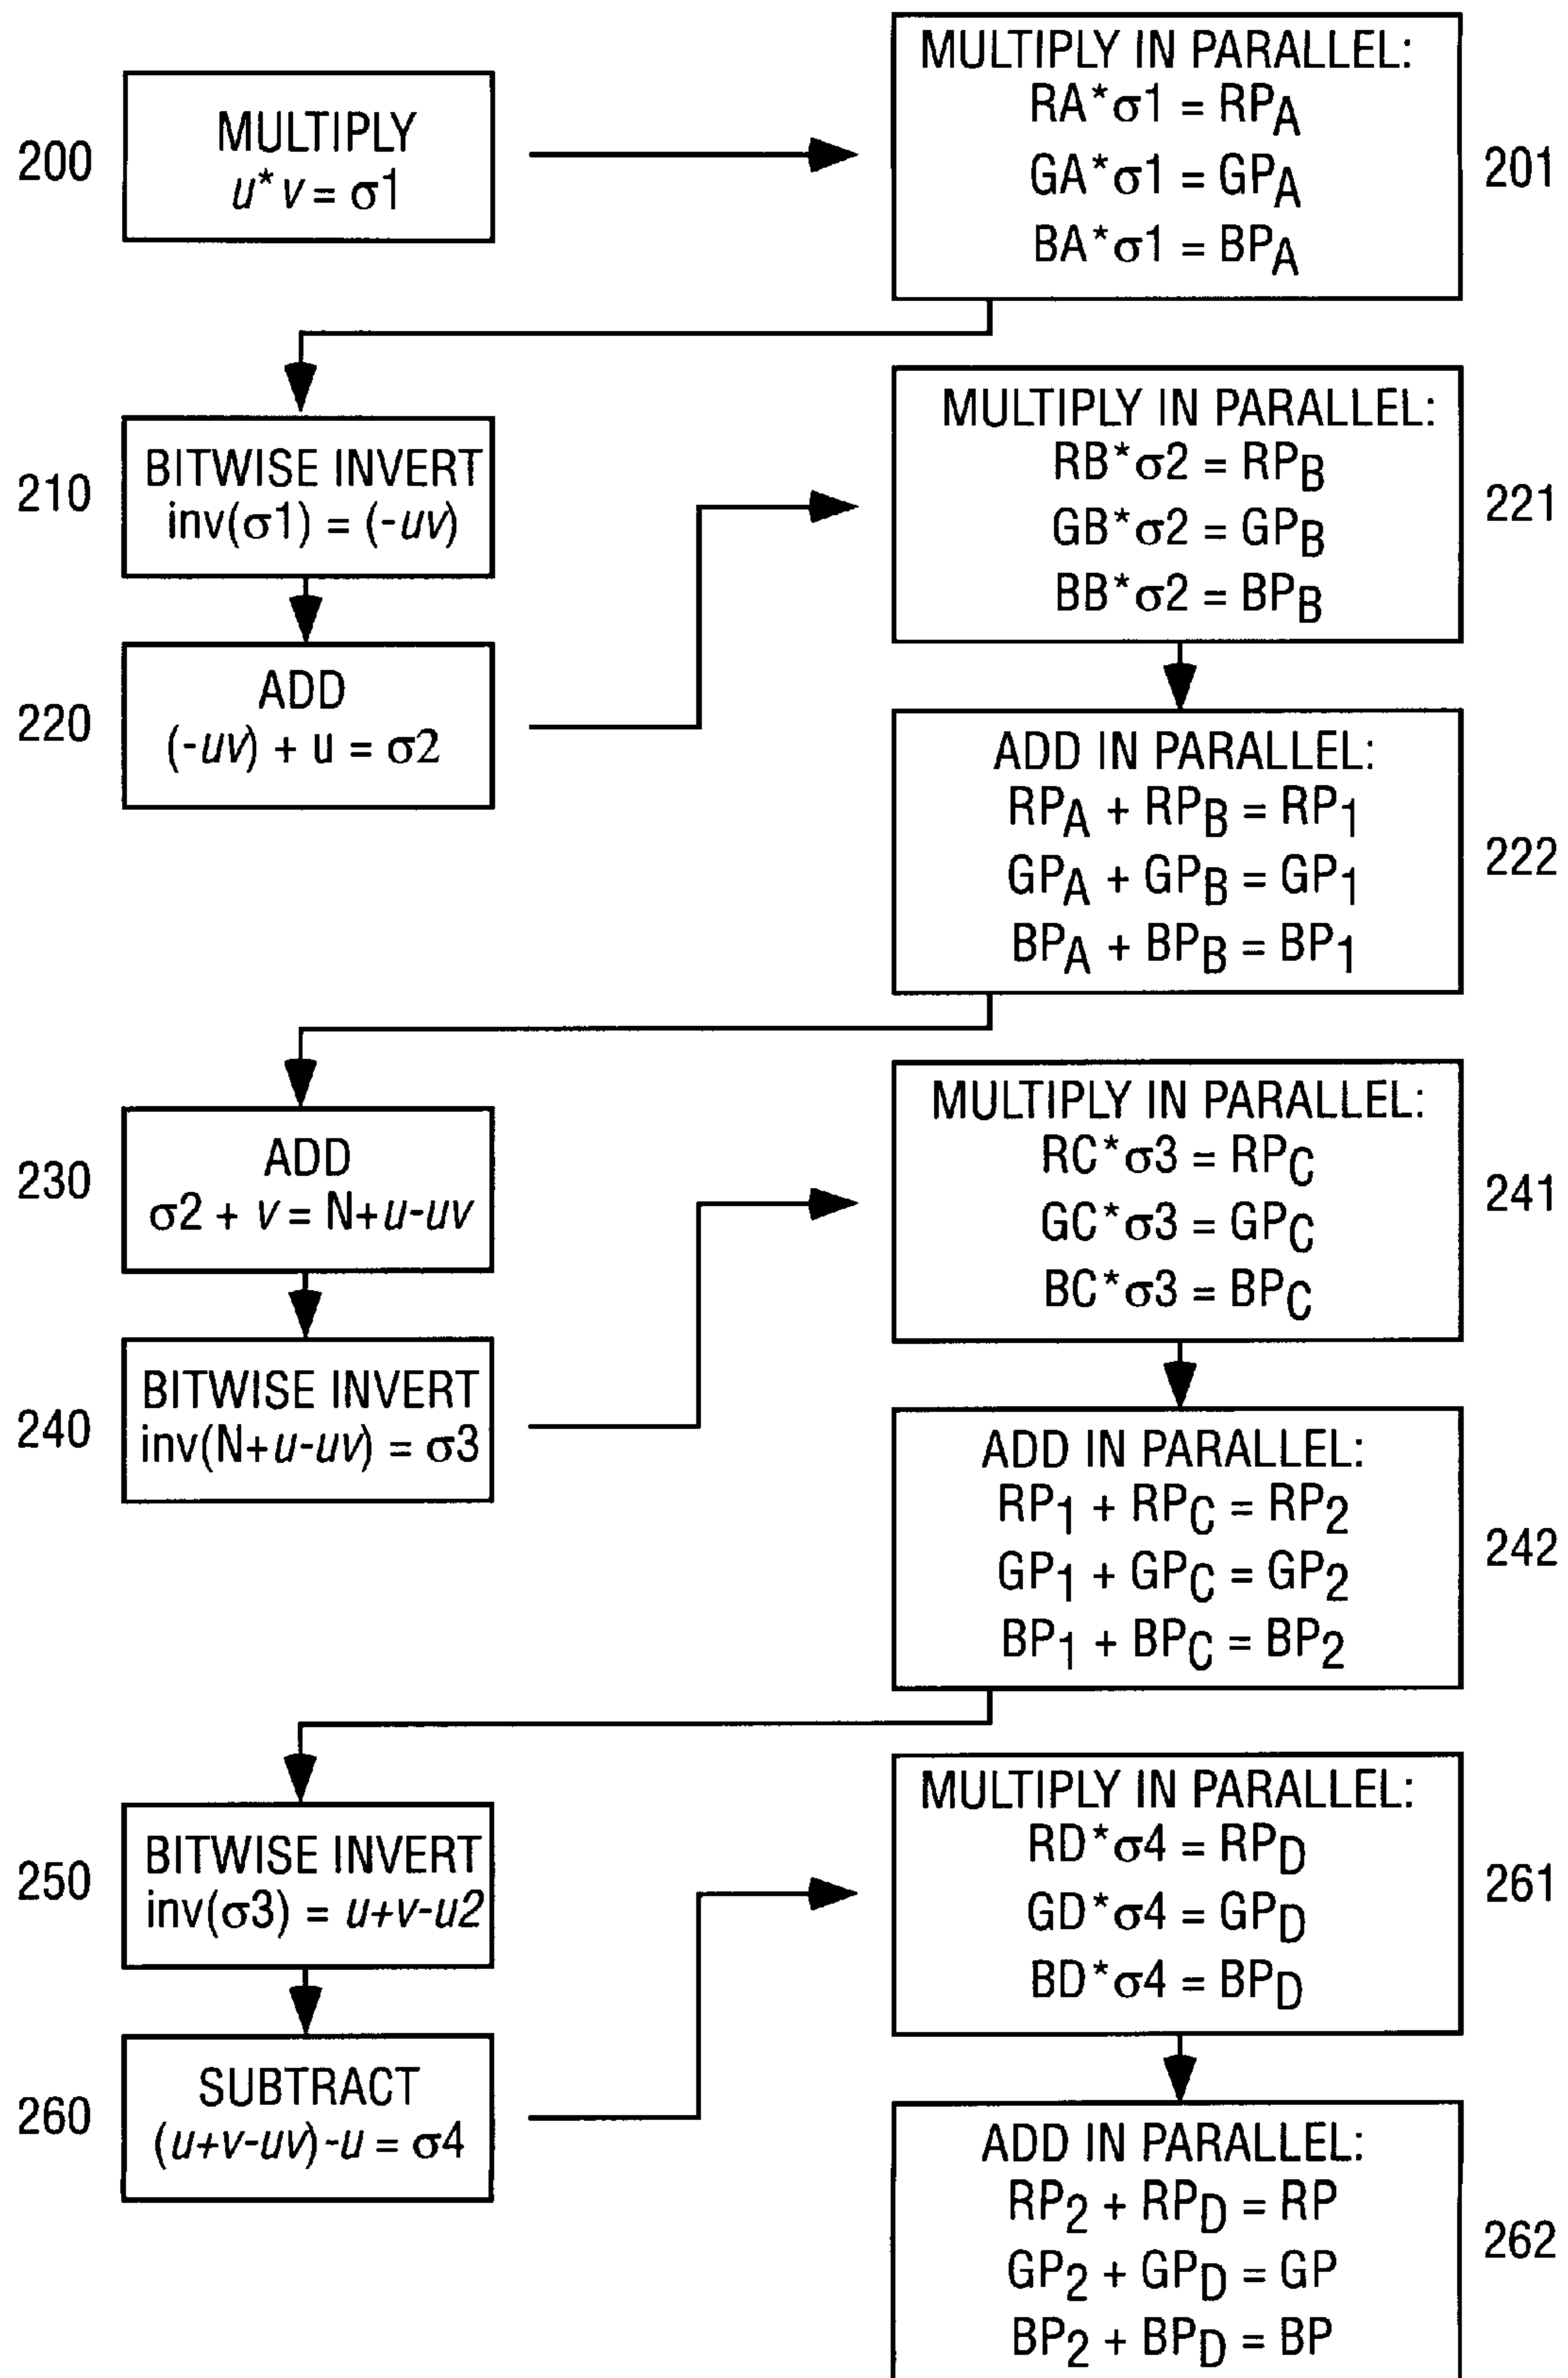 200
MULTIPLY
u* v = σ1
MULTIPLY IN PARALLEL:
RA*σ1 = RPA
GA*σ1 = GPA
BA*σ1 = BPA
201
210
BITWISE INVERT
inv(σ1) = (-uv)
220
ADD
(-uv) + u = σ2
MULTIPLY IN PARALLEL:
RB*σ2 = RPB
GB*σ2 = GPB
BB*σ2 = BPB
221
ADD IN PARALLEL:
RPA + RPB = RP1
GPA + GPB = GP1
BPA + BPB = BP1
222
230
ADD
σ2 + v = N+u-uv
240
BITWISE INVERT
inv(N+u-uv) = σ3
MULTIPLY IN PARALLEL:
RC*σ3 = RPC
GC*σ3 = GPC
BC*σ3 = BPC
241
ADD IN PARALLEL:
RP1 + RPC = RP2
GP1 + GPC = GP2
BP1 + BPC = BP2
242
250
BITWISE INVERT
inv(σ3) = u+v-u2
260
SUBTRACT
(u+v-uv)-u = σ4
MULTIPLY IN PARALLEL:
RD*σ4 = RPD
GD*σ4 = GPD
BD*σ4 = BPD
261
ADD IN PARALLEL:
RP2 + RPD = RP
GP2 + GPD = GP
BP2 + BPD = BP
262